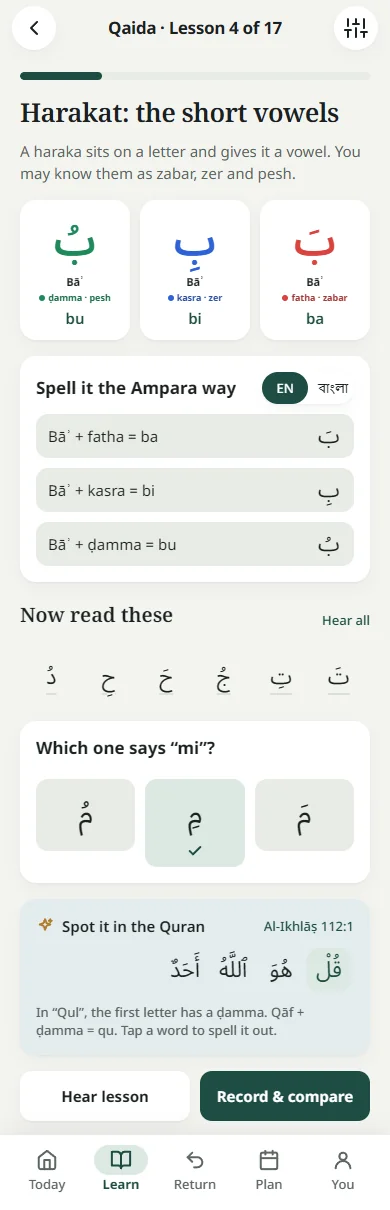 Qaida · Lesson 4 of 17
Harakat: the short vowels
A haraka sits on a letter and gives it a vowel. You
may know them as zabar, zer and pesh.
بَ
Bāʾ
fatha · zabar
ba
بِ
Bāʾ
kasra · zer
bi
بُ
Bāʾ
ḍamma · pesh
bu
Spell it the Ampara way
EN বাংলা
Bāʾ + fatha = ba بَ
Bāʾ + kasra = bi بِ
Bāʾ + ḍamma = bu بُ
Now read these
Hear all
تَ تِ جُ حَ حِ دُ
Which one says “mi”?
مَ مِ مُ
Spot it in the Quran
Al-Ikhlāṣ 112:1
قُلْ هُوَ ٱللَّهُ أَحَدٌ
In “Qul”, the first letter has a ḍamma. Qāf +
ḍamma = qu. Tap a word to spell it out.
Hear lesson
Record & compare
Today Learn Return Plan You